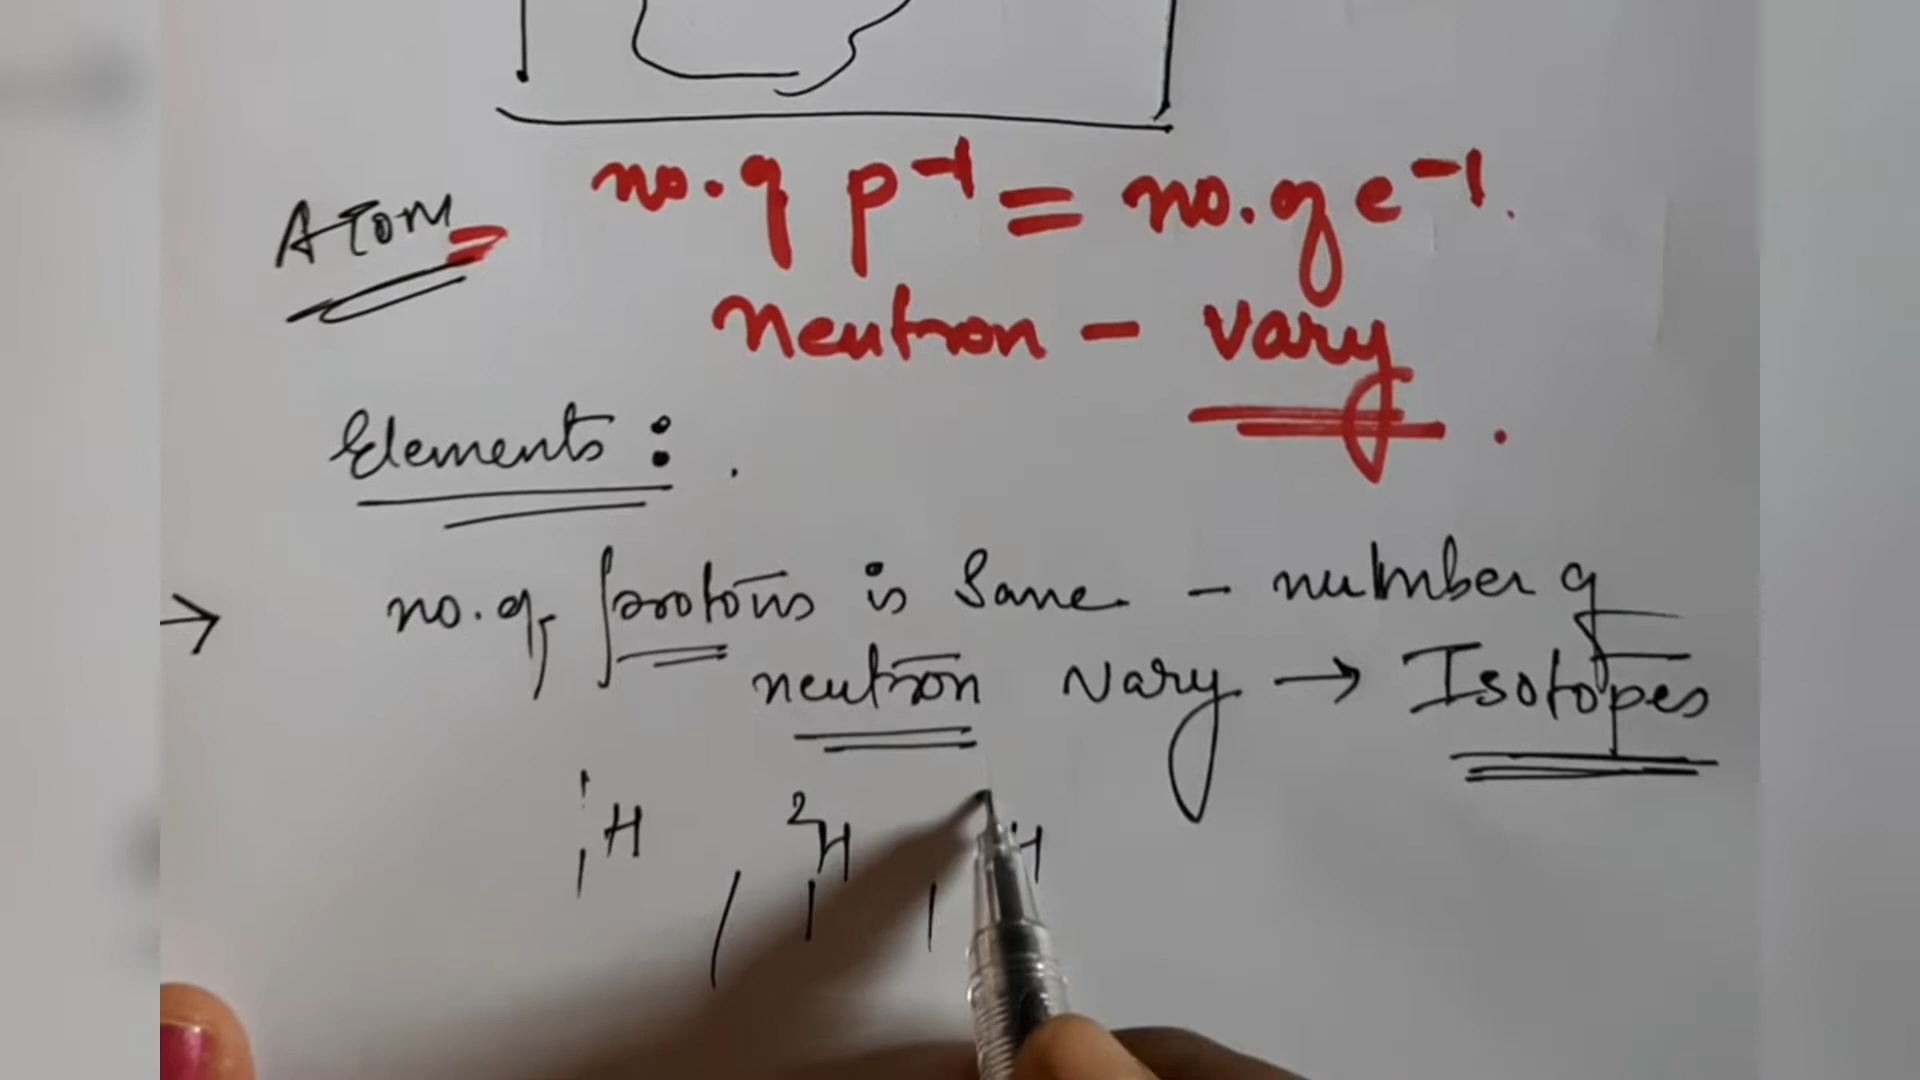 no. of p⁻¹ = no. of e⁻¹.
Atom
neutron - vary.
Elements :
→ no. of protons is same - number of
neutron vary → Isotopes
¹₁H , ²₁H ₁H